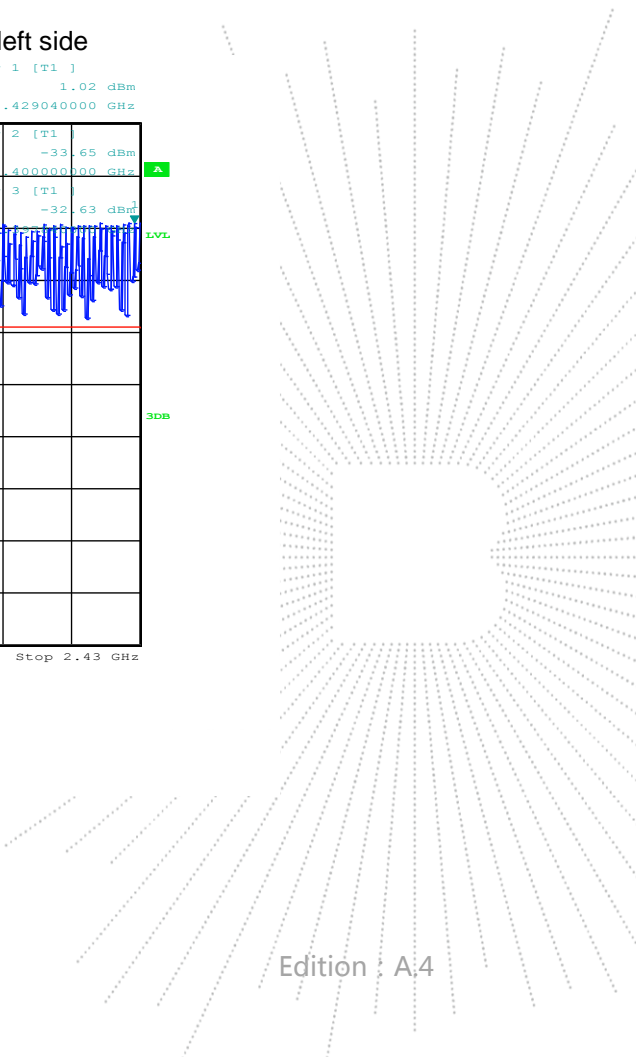 left side
1 [T1 ]
1.02 dBm
.429040000 GHz
2 [T1 ]
-33.65 dBm
.400000000 GHz
A
3 [T1 ]
-32.63 dBm
1
LVL
3DB
Stop 2.43 GHz
Edition : A.4